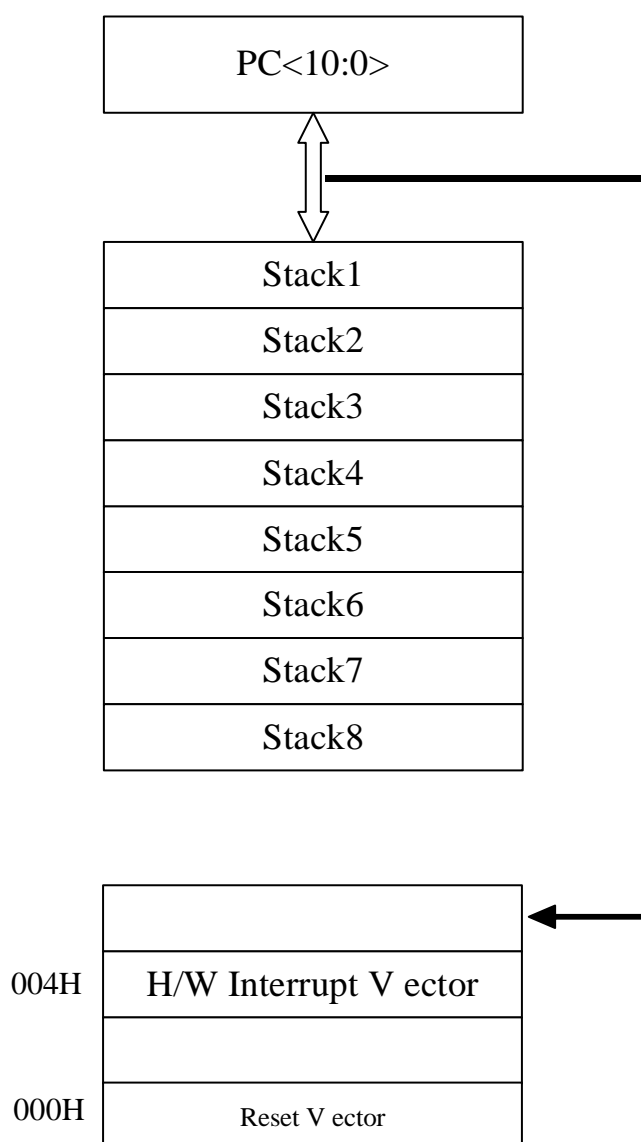 PC<10:0>
Stack1
Stack2
Stack3
Stack4
Stack5
Stack6
Stack7
Stack8
004H H/W Interrupt V ector
000H Reset V ector